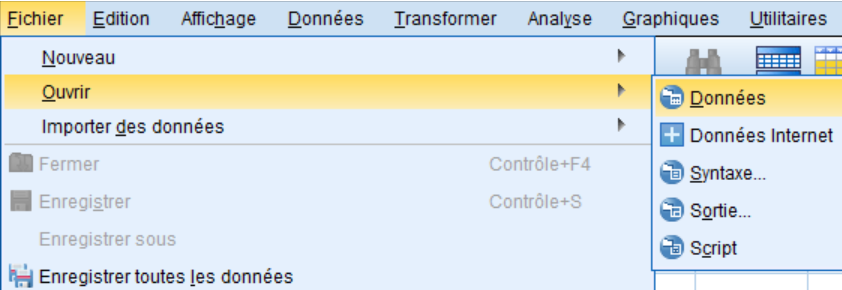 Fichier Edition Affichage Données Transformer Analyse Graphiques Utilitaires
Nouveau
Ouvrir
Importer des données
Fermer Contrôle+F4
Enregistrer Contrôle+S
Enregistrer sous
Enregistrer toutes les données
Données
Données Internet
Syntaxe...
Sortie...
Script